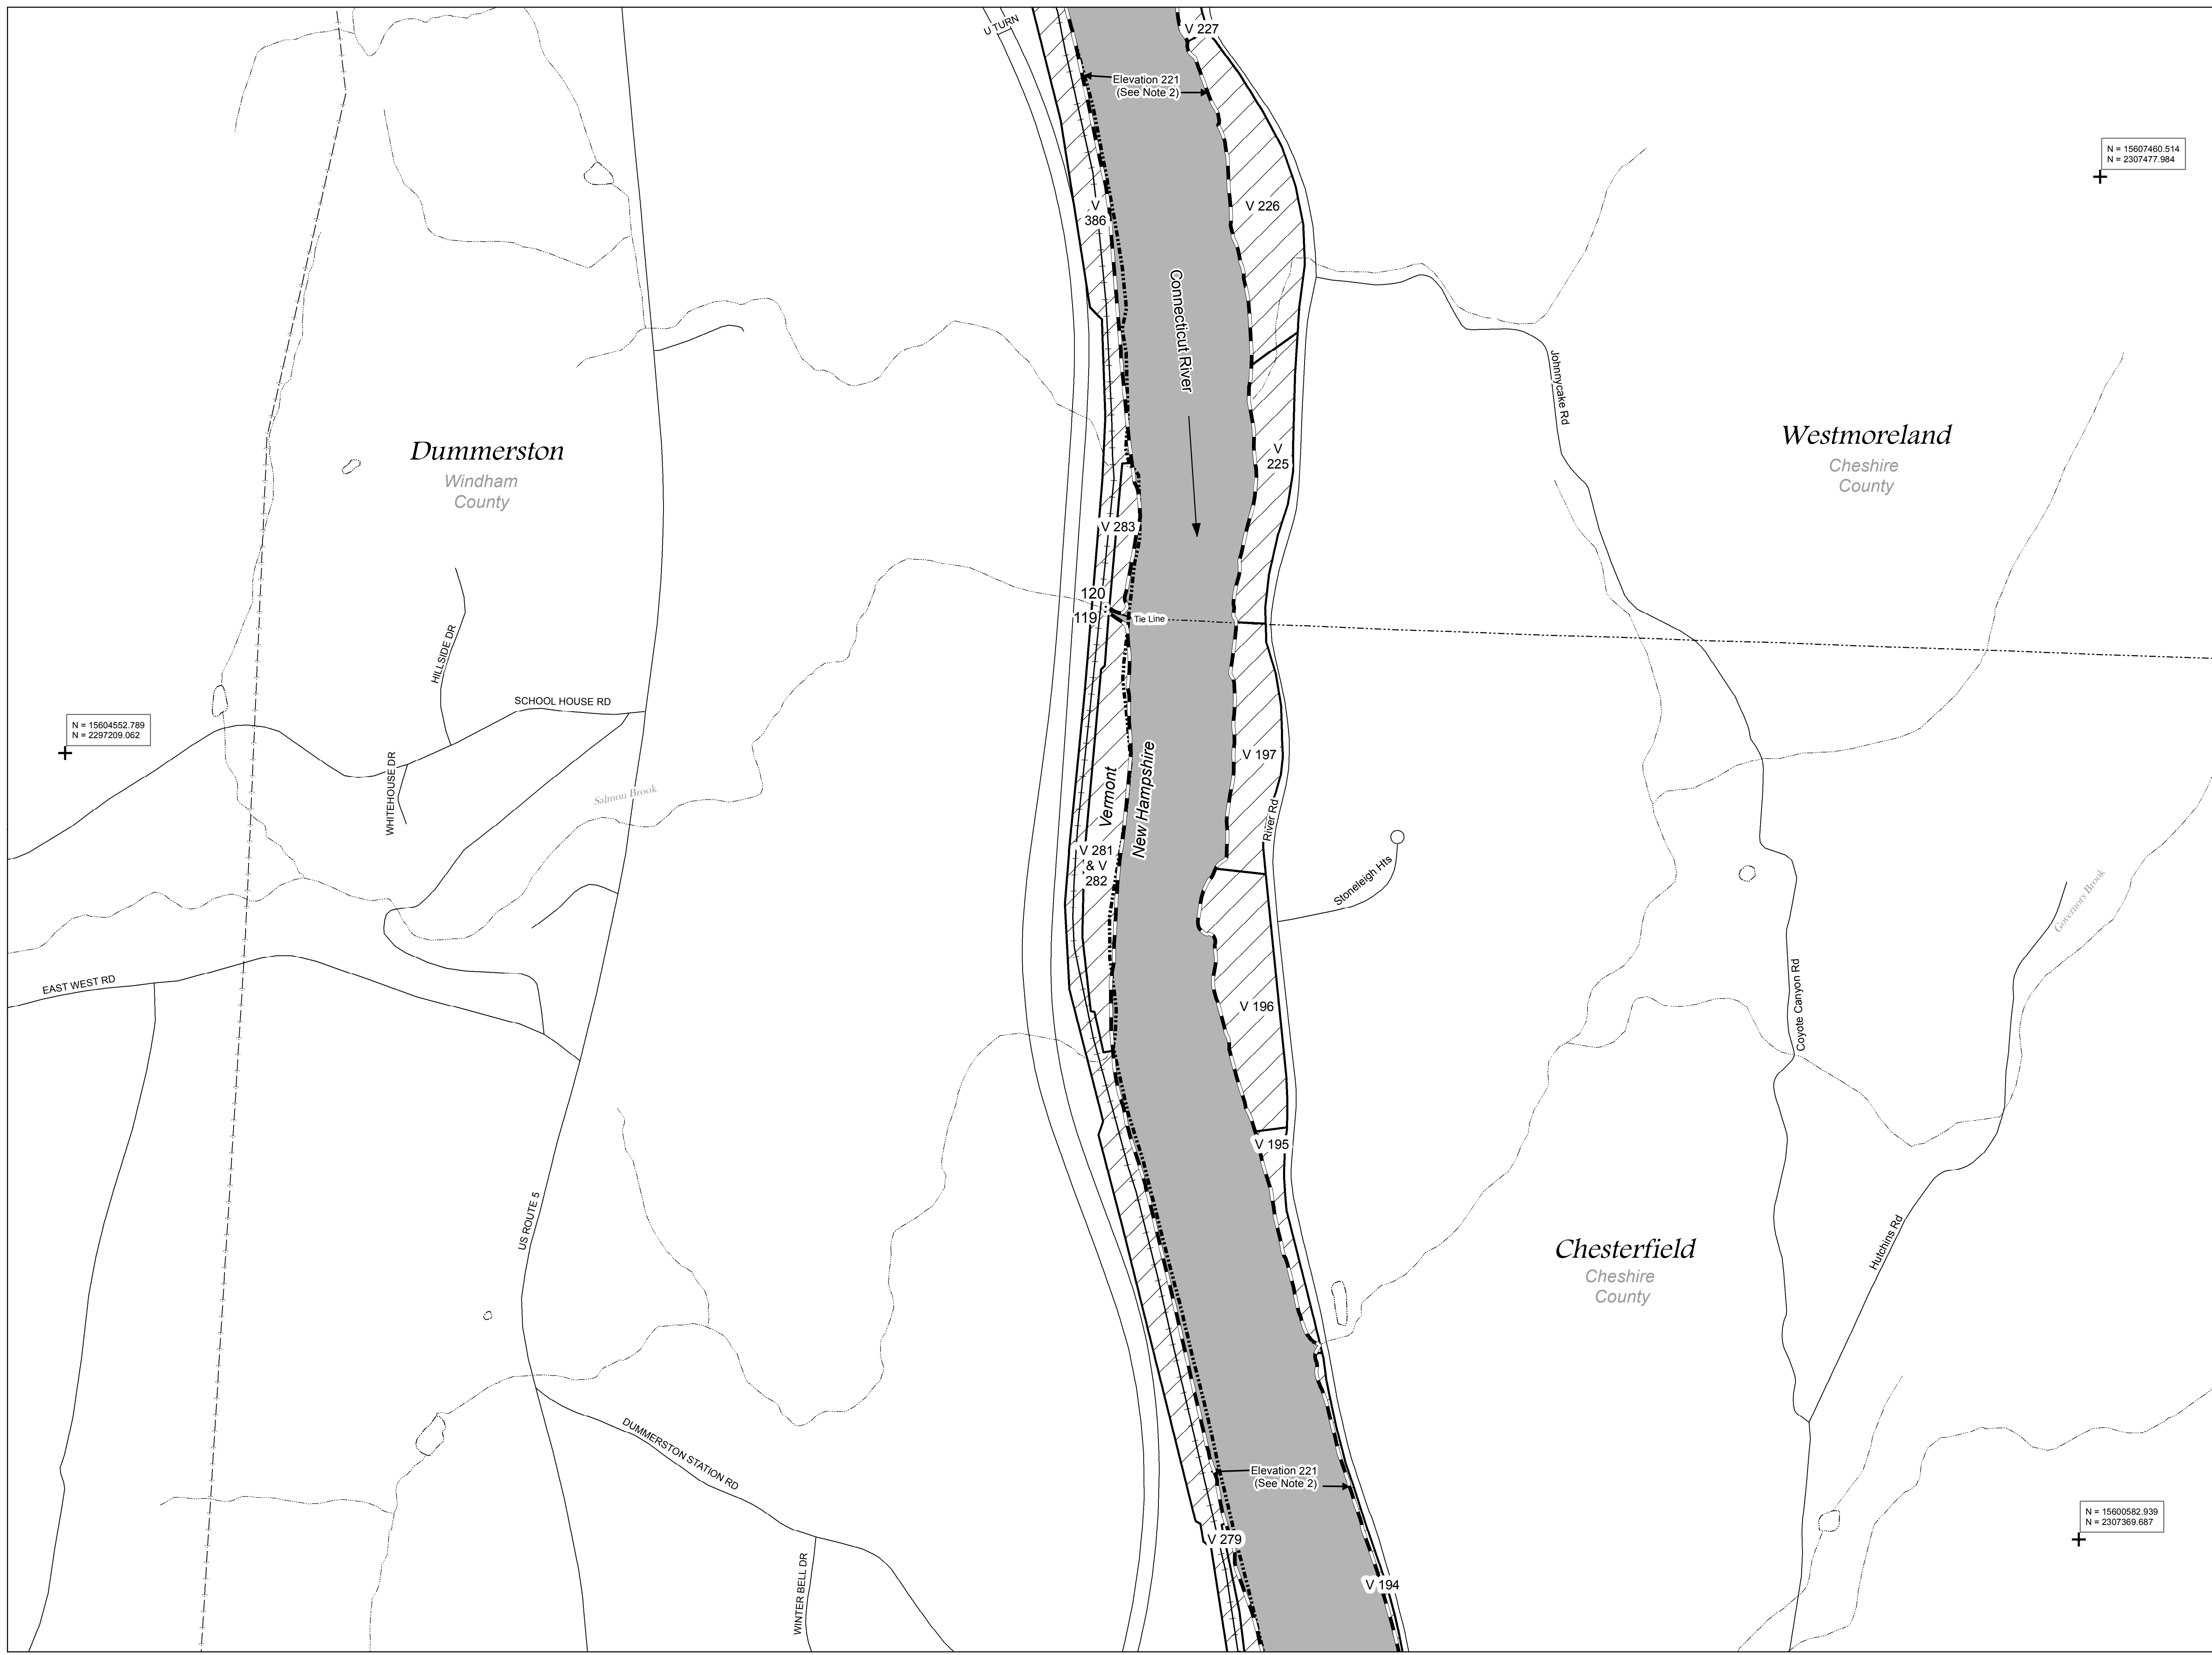 U TURN
V 227
Elevation 221
(See Note 2)
N = 15607460.514
N = 2307477.984
V
386
V 226
Connecticut River
Johnnycake Rd
Dummerston
Windham
County
Westmoreland
Cheshire
County
V
225
V 283
120
119
Tie Line
HILLSIDE DR
SCHOOL HOUSE RD
N = 15604552.789
N = 2297209.062
WHITEHOUSE DR
Salmon Brook
Vermont
New Hampshire
V 197
River Rd
V 281
& V
282
Stoneleigh Hts
Governors Brook
EAST WEST RD
V 196
Coyote Canyon Rd
V 195
US ROUTE 5
Hutchins Rd
Chesterfield
Cheshire
County
DUMMERSTON STATION RD
Elevation 221
(See Note 2)
N = 15600582.939
N = 2307369.687
V 279
WINTER BELL DR
V 194